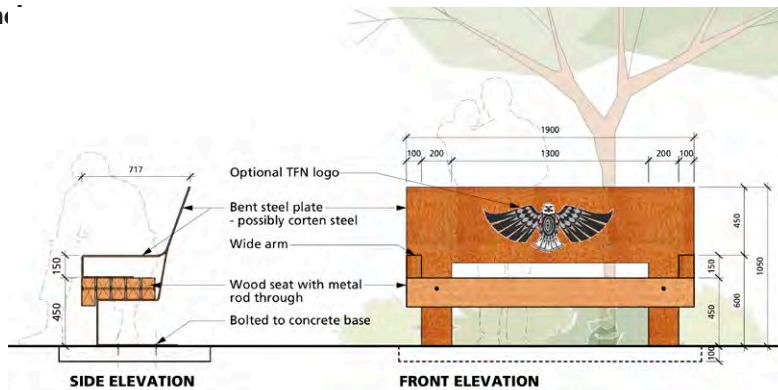 717
150
450
Optional TFN logo
Bent steel plate
- possibly corten steel
Wide arm
Wood seat with metal
rod through
Bolted to concrete base
SIDE ELEVATION
1900
100
200
1300
200
100
450
150
600
1050
450
100
FRONT ELEVATION